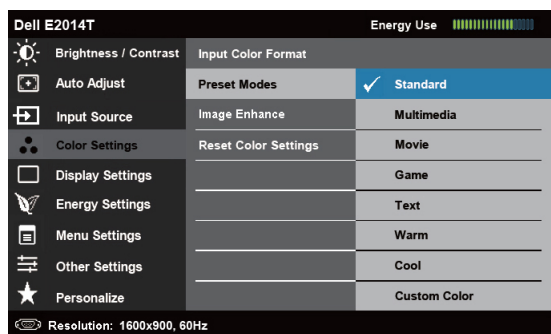 Dell E2014T
Energy Use
Brightness / Contrast
Auto Adjust
Input Source
Color Settings
Display Settings
Energy Settings
Menu Settings
Other Settings
Personalize
Input Color Format
Preset Modes
Image Enhance
Reset Color Settings
Standard
Multimedia
Movie
Game
Text
Warm
Cool
Custom Color
Resolution: 1600x900, 60Hz